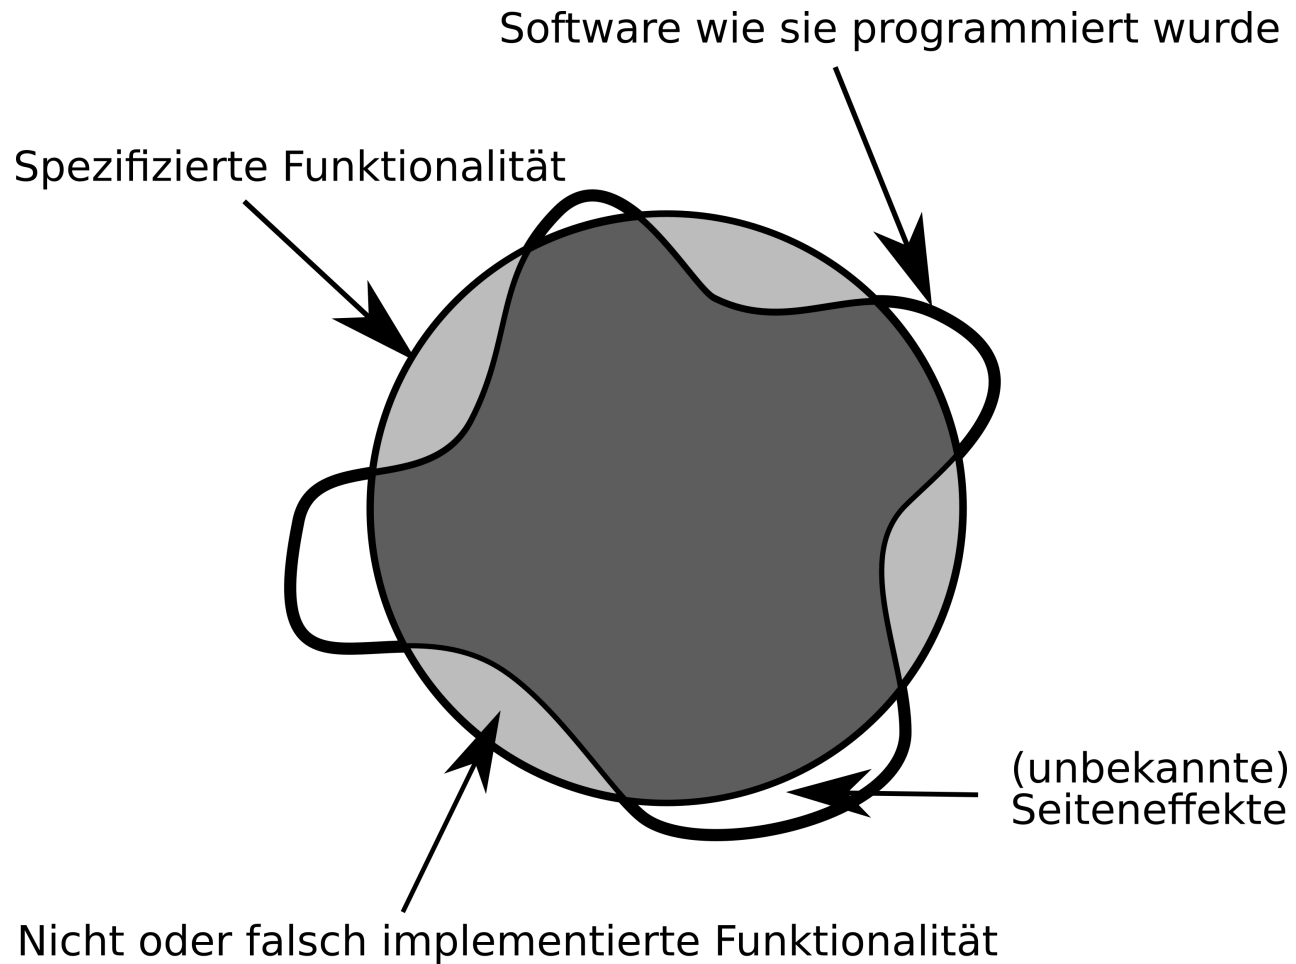 Software wie sie programmiert wurde
Spezifizierte Funktionalität
(unbekannte)
Seiteneffekte
Nicht oder falsch implementierte Funktionalität